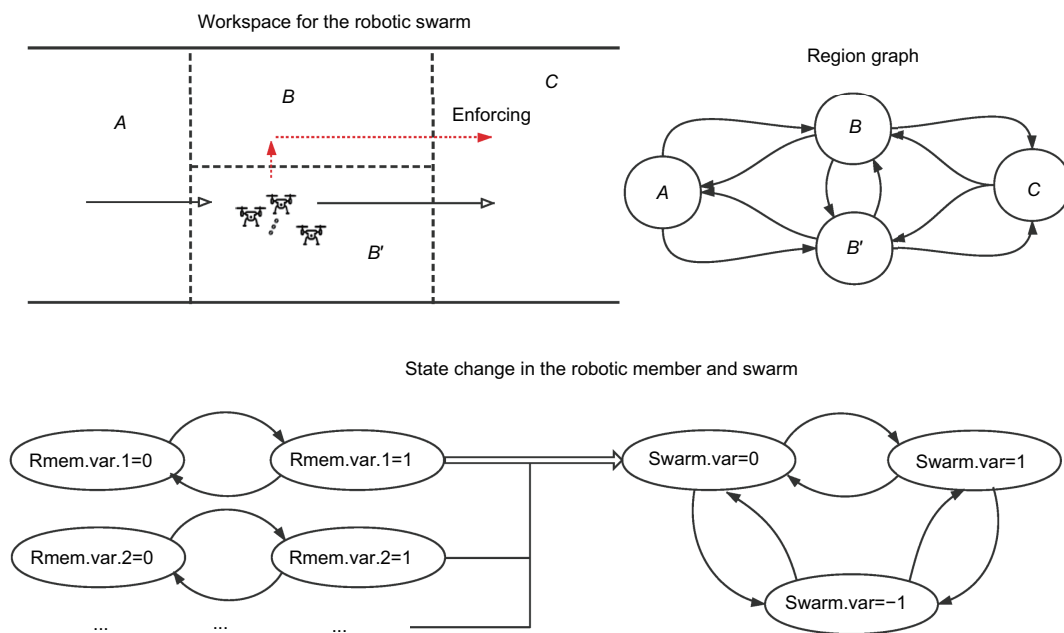 Workspace for the robotic swarm
A
B
C
Enforcing
B′
Region graph
B
A
C
B′
State change in the robotic member and swarm
Rmem.var.1=0
Rmem.var.1=1
Swarm.var=0
Swarm.var=1
Rmem.var.2=0
Rmem.var.2=1
Swarm.var=−1
... ... ...